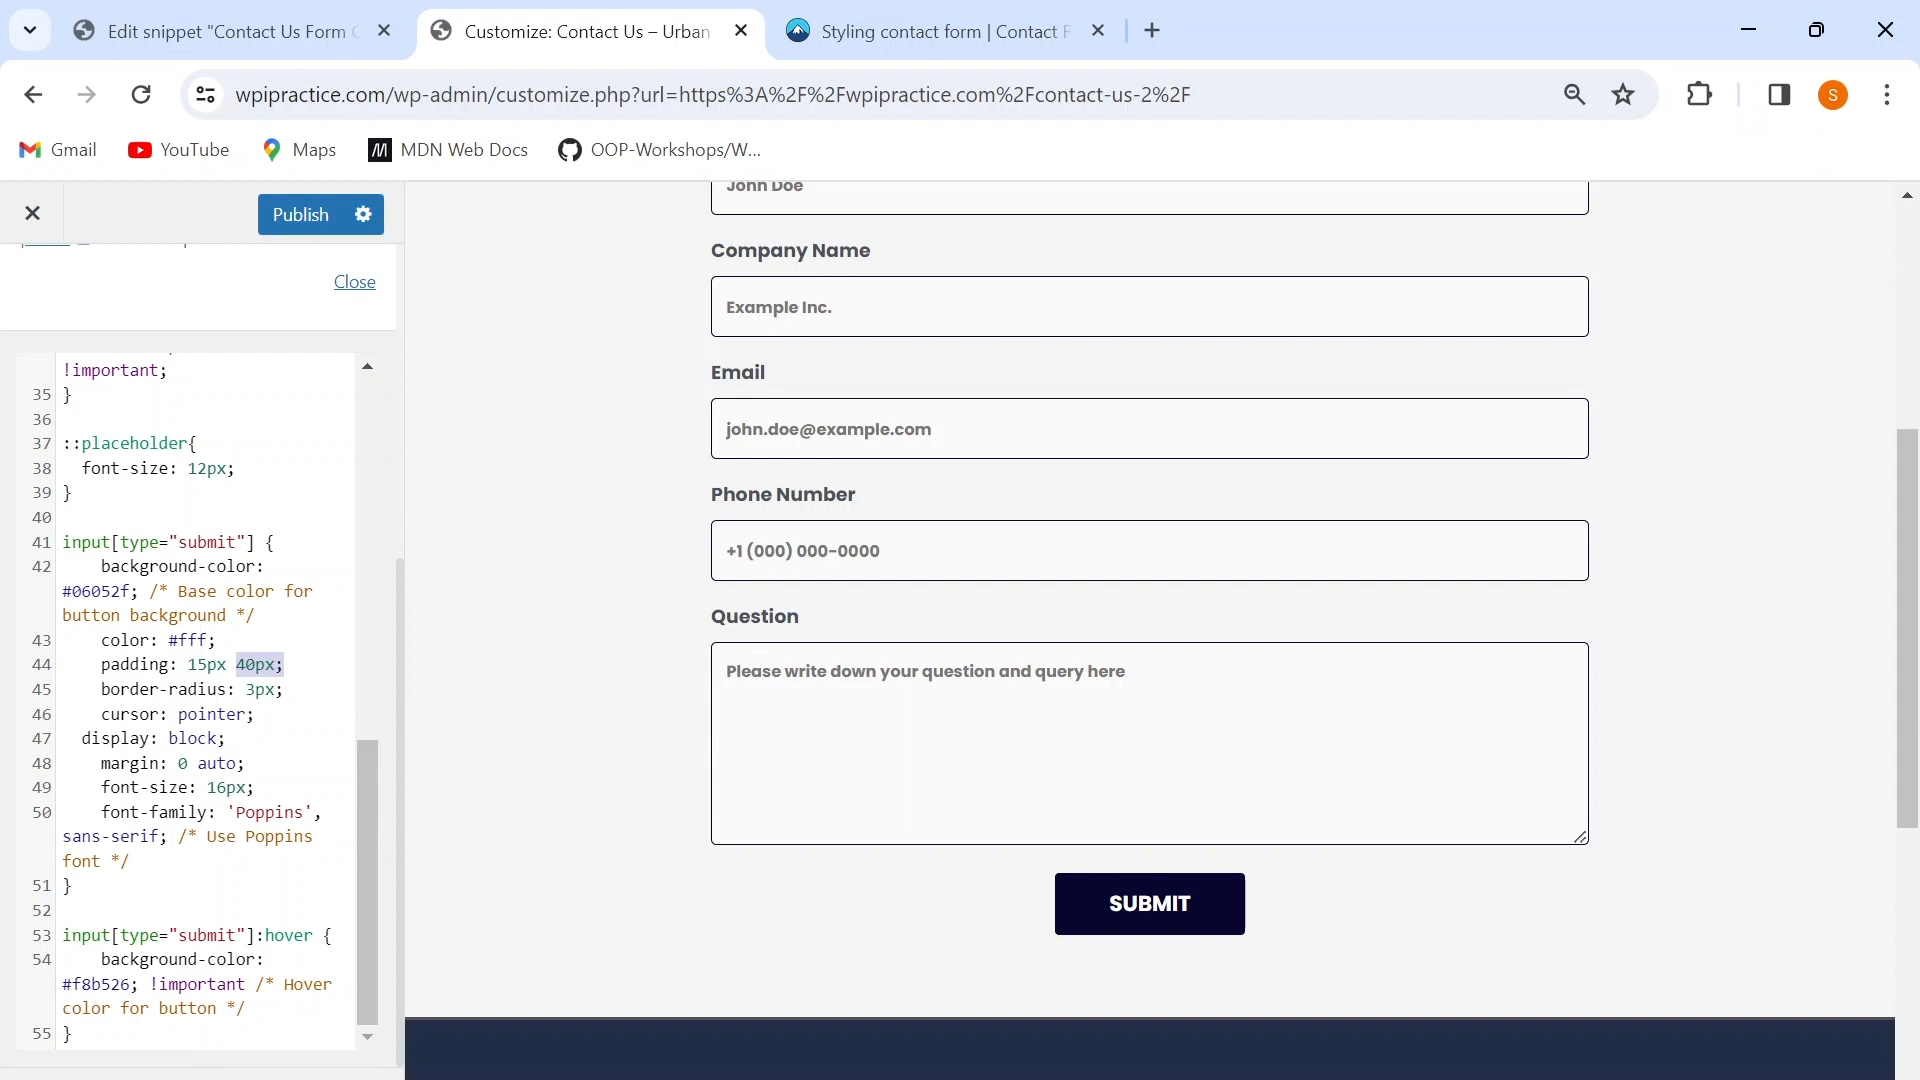 Edit snippet "Contact Us Form
Customize: Contact Us – Urban
Styling contact form | Contact F
wpipractice.com/wp-admin/customize.php?url=https%3A%2F%2Fwpipractice.com%2Fcontact-us-2%2F
S
Gmail
YouTube
Maps
MDN Web Docs
OOP-Workshops/W...
Publish
Close
!important;
35 }
36
37 ::placeholder{
38 font-size: 12px;
39 }
40
41 input[type="submit"] {
42 background-color:
#06052f; /* Base color for
button background */
43 color: #fff;
44 padding: 15px 40px;
45 border-radius: 3px;
46 cursor: pointer;
47 display: block;
48 margin: 0 auto;
49 font-size: 16px;
50 font-family: 'Poppins',
sans-serif; /* Use Poppins
font */
51 }
52
53 input[type="submit"]:hover {
54 background-color:
#f8b526; !important /* Hover
color for button */
55 }
John Doe
Company Name
Example Inc.
Email
john.doe@example.com
Phone Number
+1 (000) 000-0000
Question
Please write down your question and query here
SUBMIT